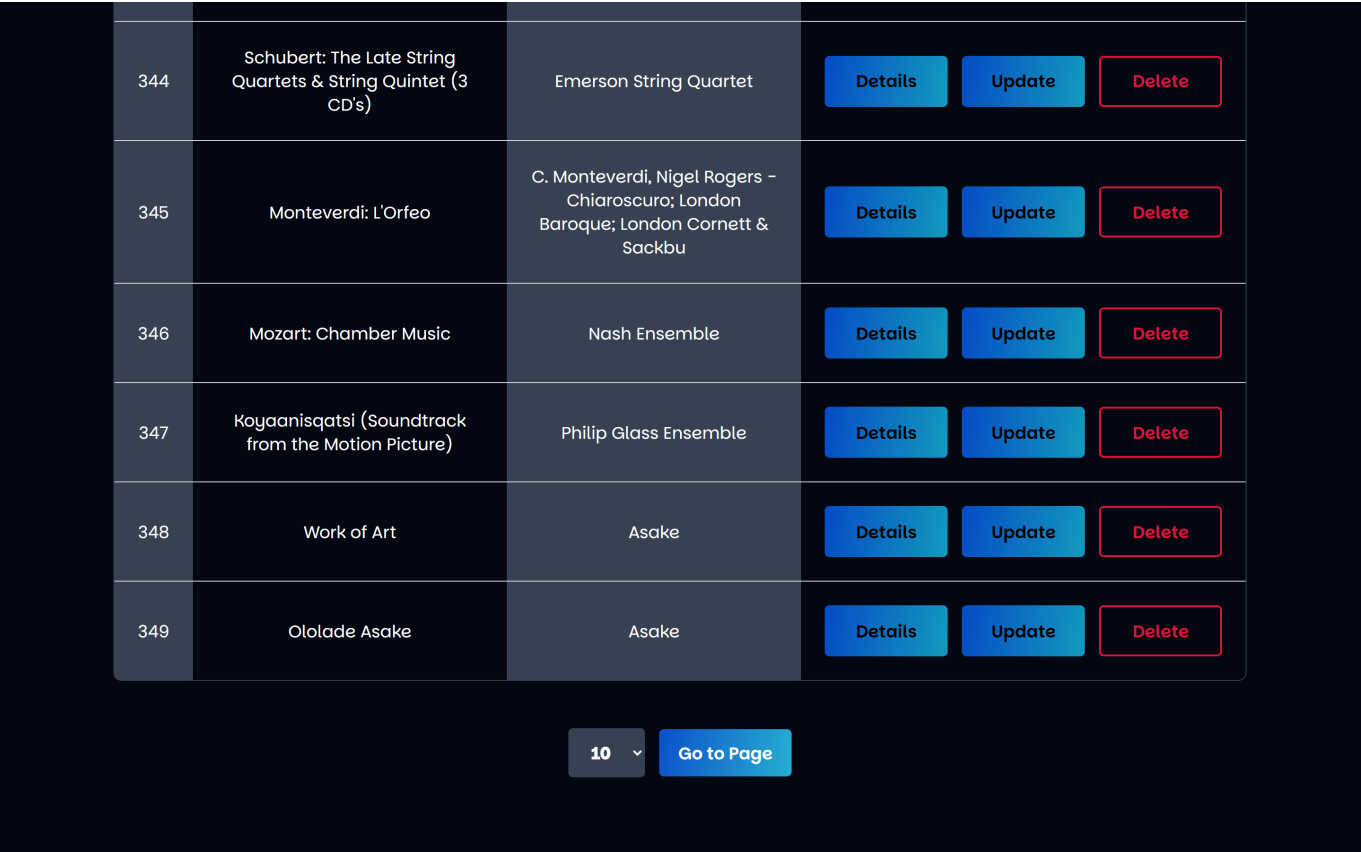 344
Schubert: The Late String
Quartets & String Quintet (3
CD's)
Emerson String Quartet
Details
Update
Delete
345
Monteverdi: L'Orfeo
C. Monteverdi, Nigel Rogers -
Chiaroscuro; London
Baroque; London Cornett &
Sackbu
Details
Update
Delete
346
Mozart: Chamber Music
Nash Ensemble
Details
Update
Delete
347
Koyaanisqatsi (Soundtrack
from the Motion Picture)
Philip Glass Ensemble
Details
Update
Delete
348
Work of Art
Asake
Details
Update
Delete
349
Ololade Asake
Asake
Details
Update
Delete
10
Go to Page